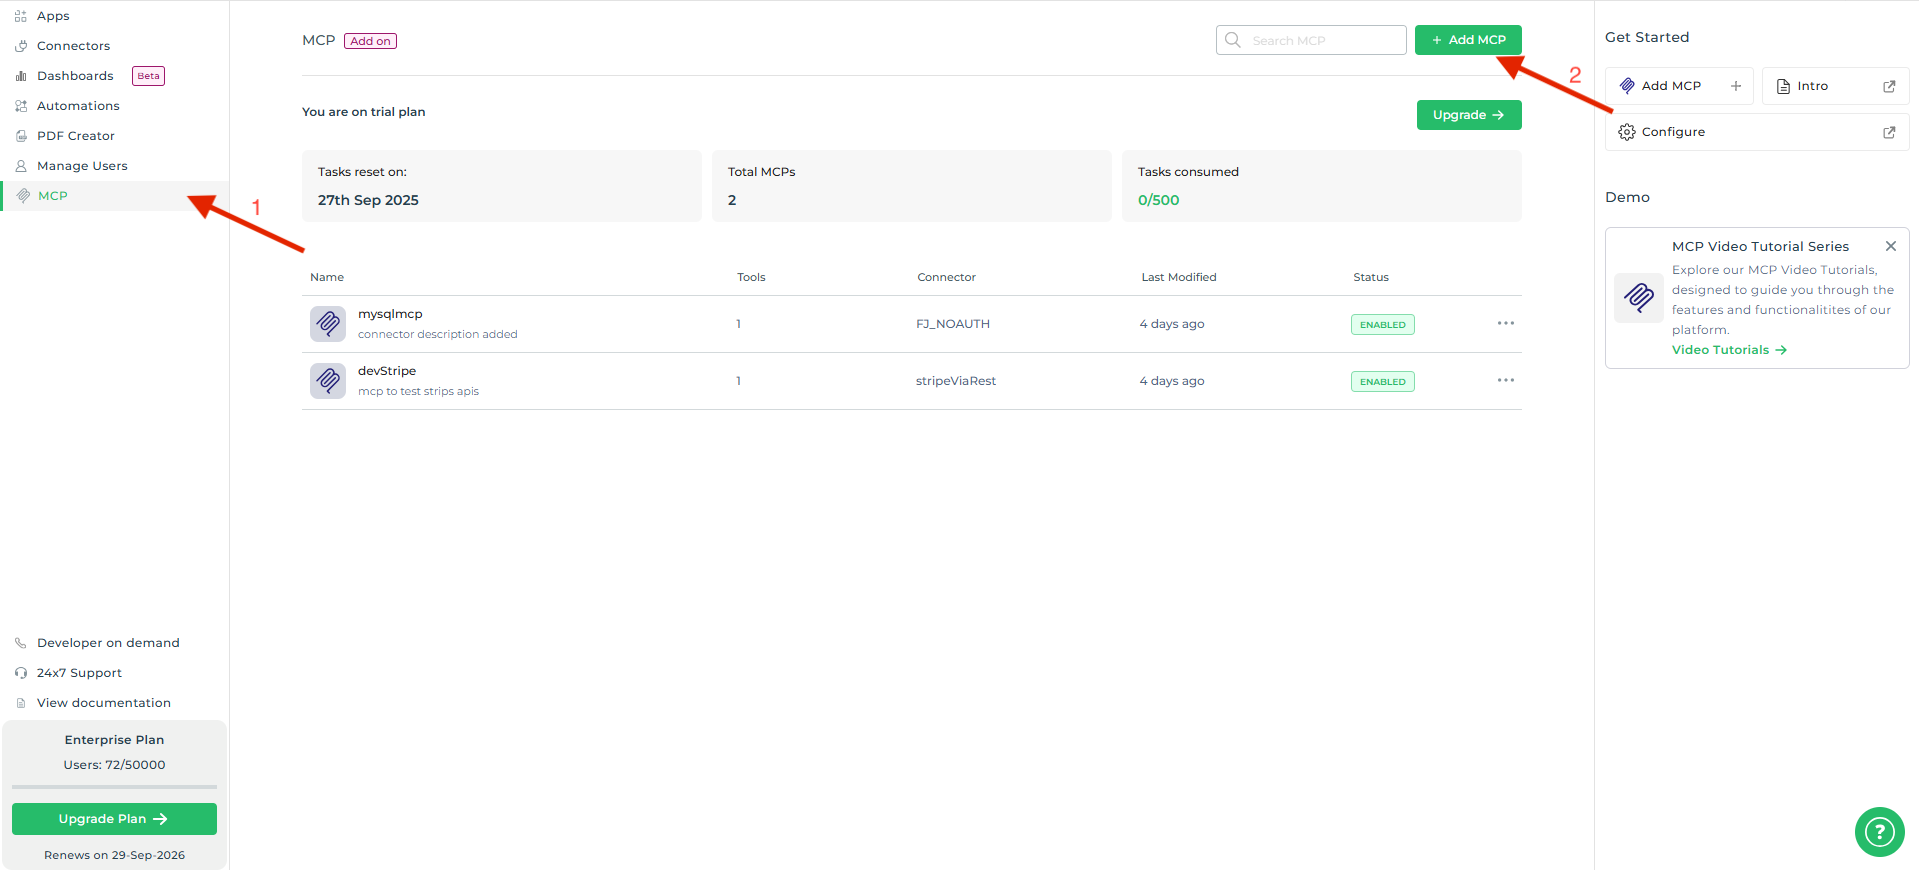 Apps
Connectors
Dashboards Beta
Automations
PDF Creator
Manage Users
MCP
1
Developer on demand
24x7 Support
View documentation
Enterprise Plan
Users: 72/50000
Upgrade Plan →
Renews on 29-Sep-2026
MCP Add on
Search MCP
+ Add MCP
2
You are on trial plan
Upgrade →
Tasks reset on:
27th Sep 2025
Total MCPs
2
Tasks consumed
0/500
Name Tools Connector Last Modified Status
mysqlmcp
connector description added
1 FJ_NOAUTH 4 days ago ENABLED ...
devStripe
mcp to test strips apis
1 stripeViaRest 4 days ago ENABLED ...
Get Started
Add MCP +
Intro
Configure
Demo
MCP Video Tutorial Series
Explore our MCP Video Tutorials,
designed to guide you through the
features and functionalitites of our
platform.
Video Tutorials →
?